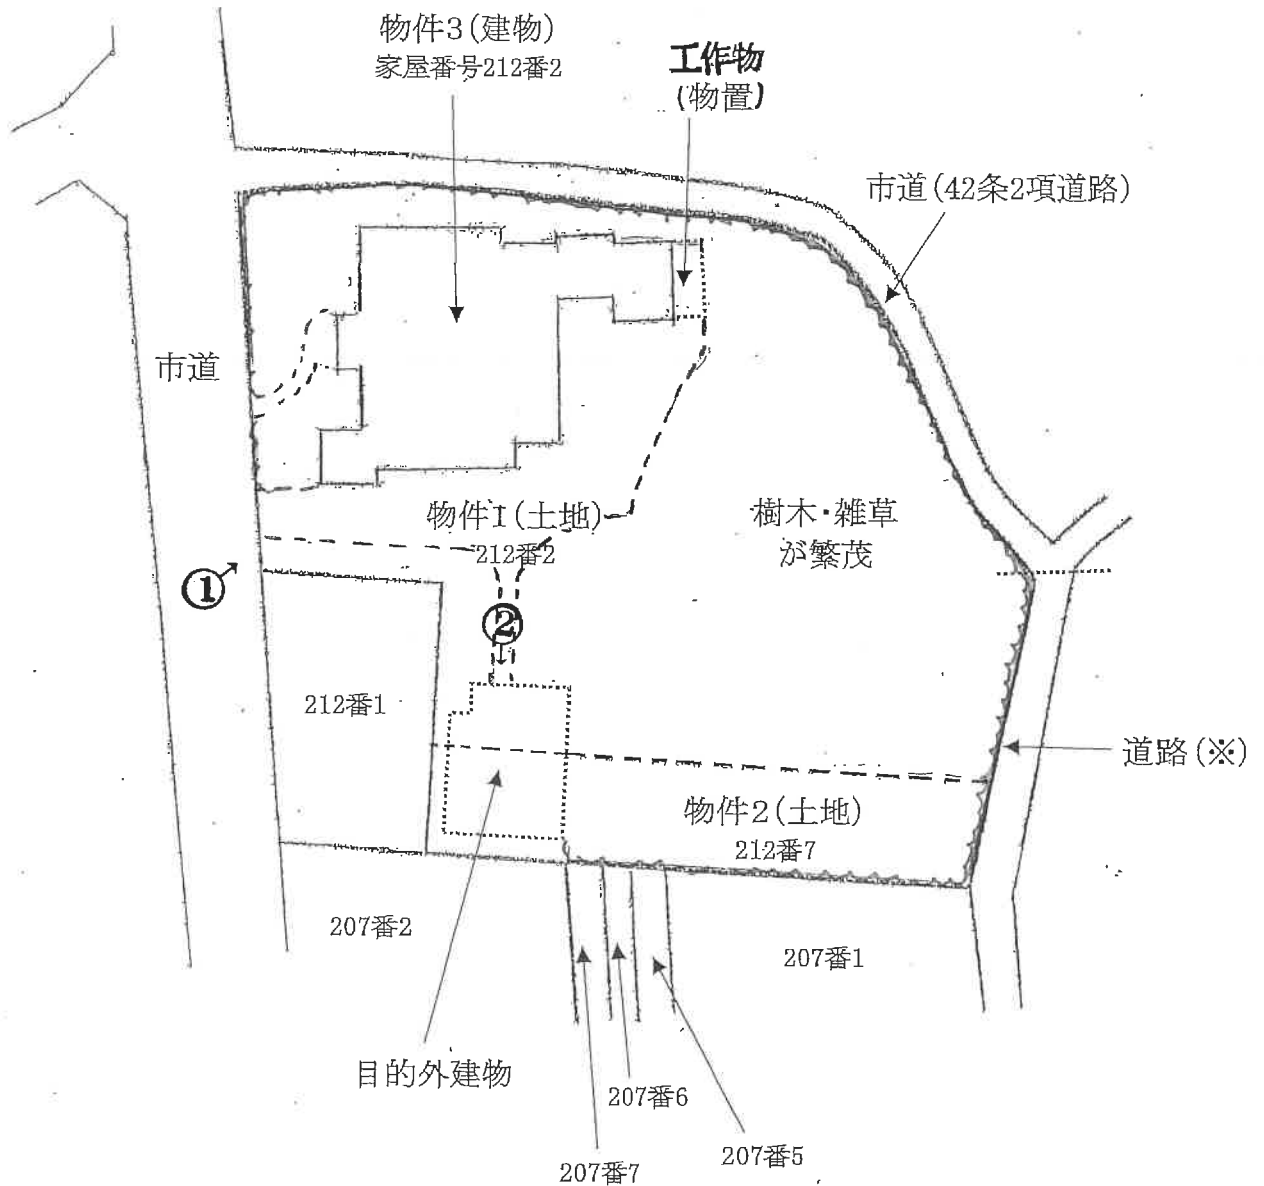 物件3(建物)
家屋番号212番2
工作物
(物置)
市道(42条2項道路)
市道
物件1(土地)
212番2
樹木・雑草
が繁茂
①
②
212番1
道路(※)
物件2(土地)
212番7
207番2
207番1
目的外建物
207番6
207番5
207番7